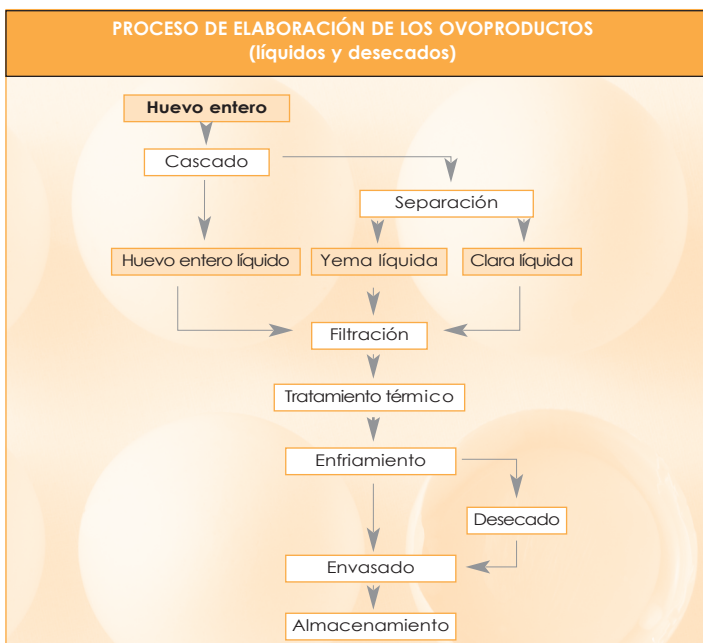 PROCESO DE ELABORACIÓN DE LOS OVOPRODUCTOS
(líquidos y desecados)
Huevo entero
Cascado
Separación
Huevo entero líquido
Yema líquida
Clara líquida
Filtración
Tratamiento térmico
Enfriamiento
Desecado
Envasado
Almacenamiento